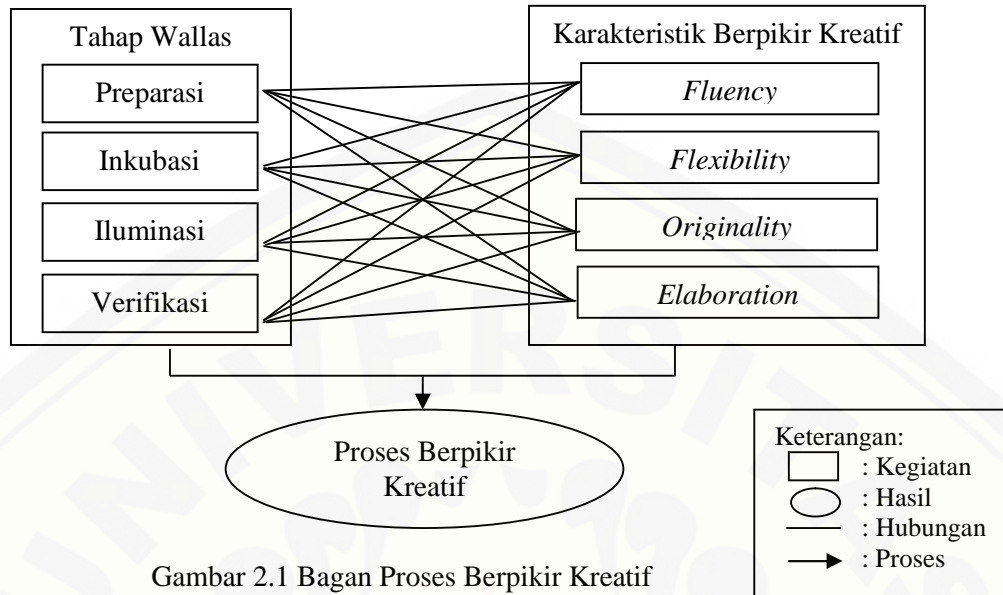 Tahap Wallas
Preparasi
Inkubasi
Iluminasi
Verifikasi
Karakteristik Berpikir Kreatif
Fluency
Flexibility
Originality
Elaboration
Proses Berpikir
Kreatif
Keterangan:
: Kegiatan
: Hasil
: Hubungan
: Proses
Gambar 2.1 Bagan Proses Berpikir Kreatif
UNIVERSIT